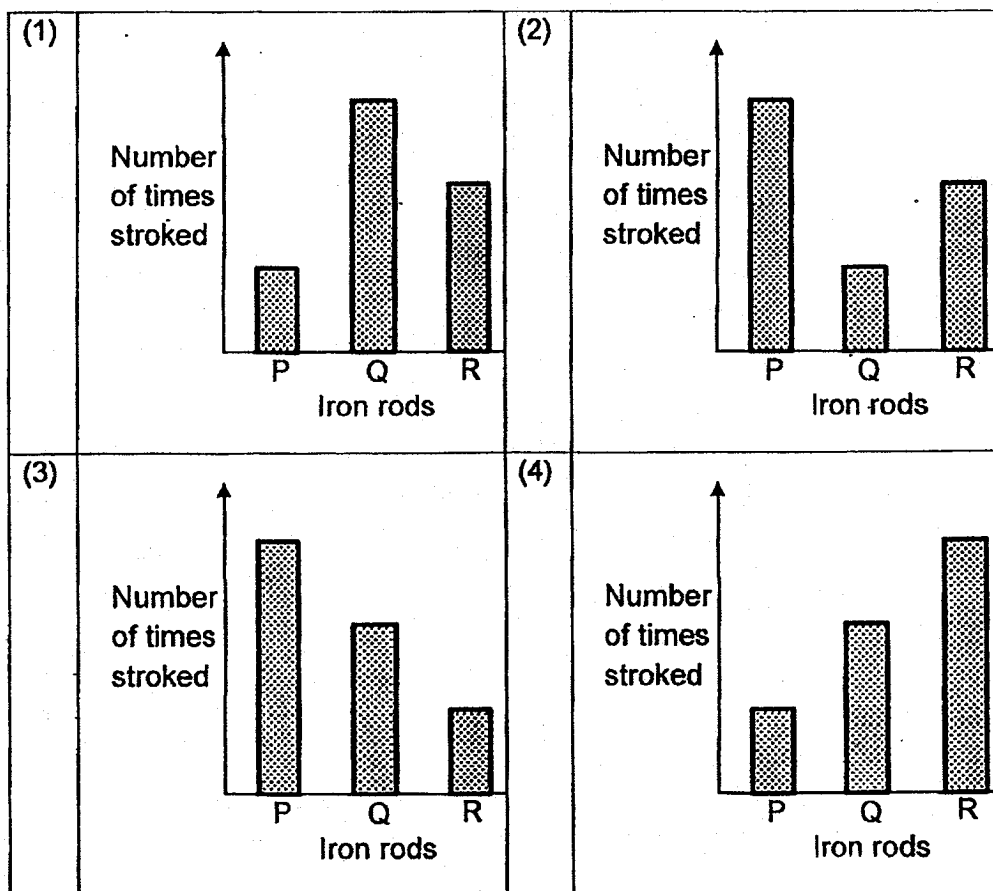 (1)
Number
of times
stroked
P Q R
Iron rods
(2)
Number
of times
stroked
P Q R
Iron rods
(3)
Number
of times
stroked
P Q R
Iron rods
(4)
Number
of times
stroked
P Q R
Iron rods